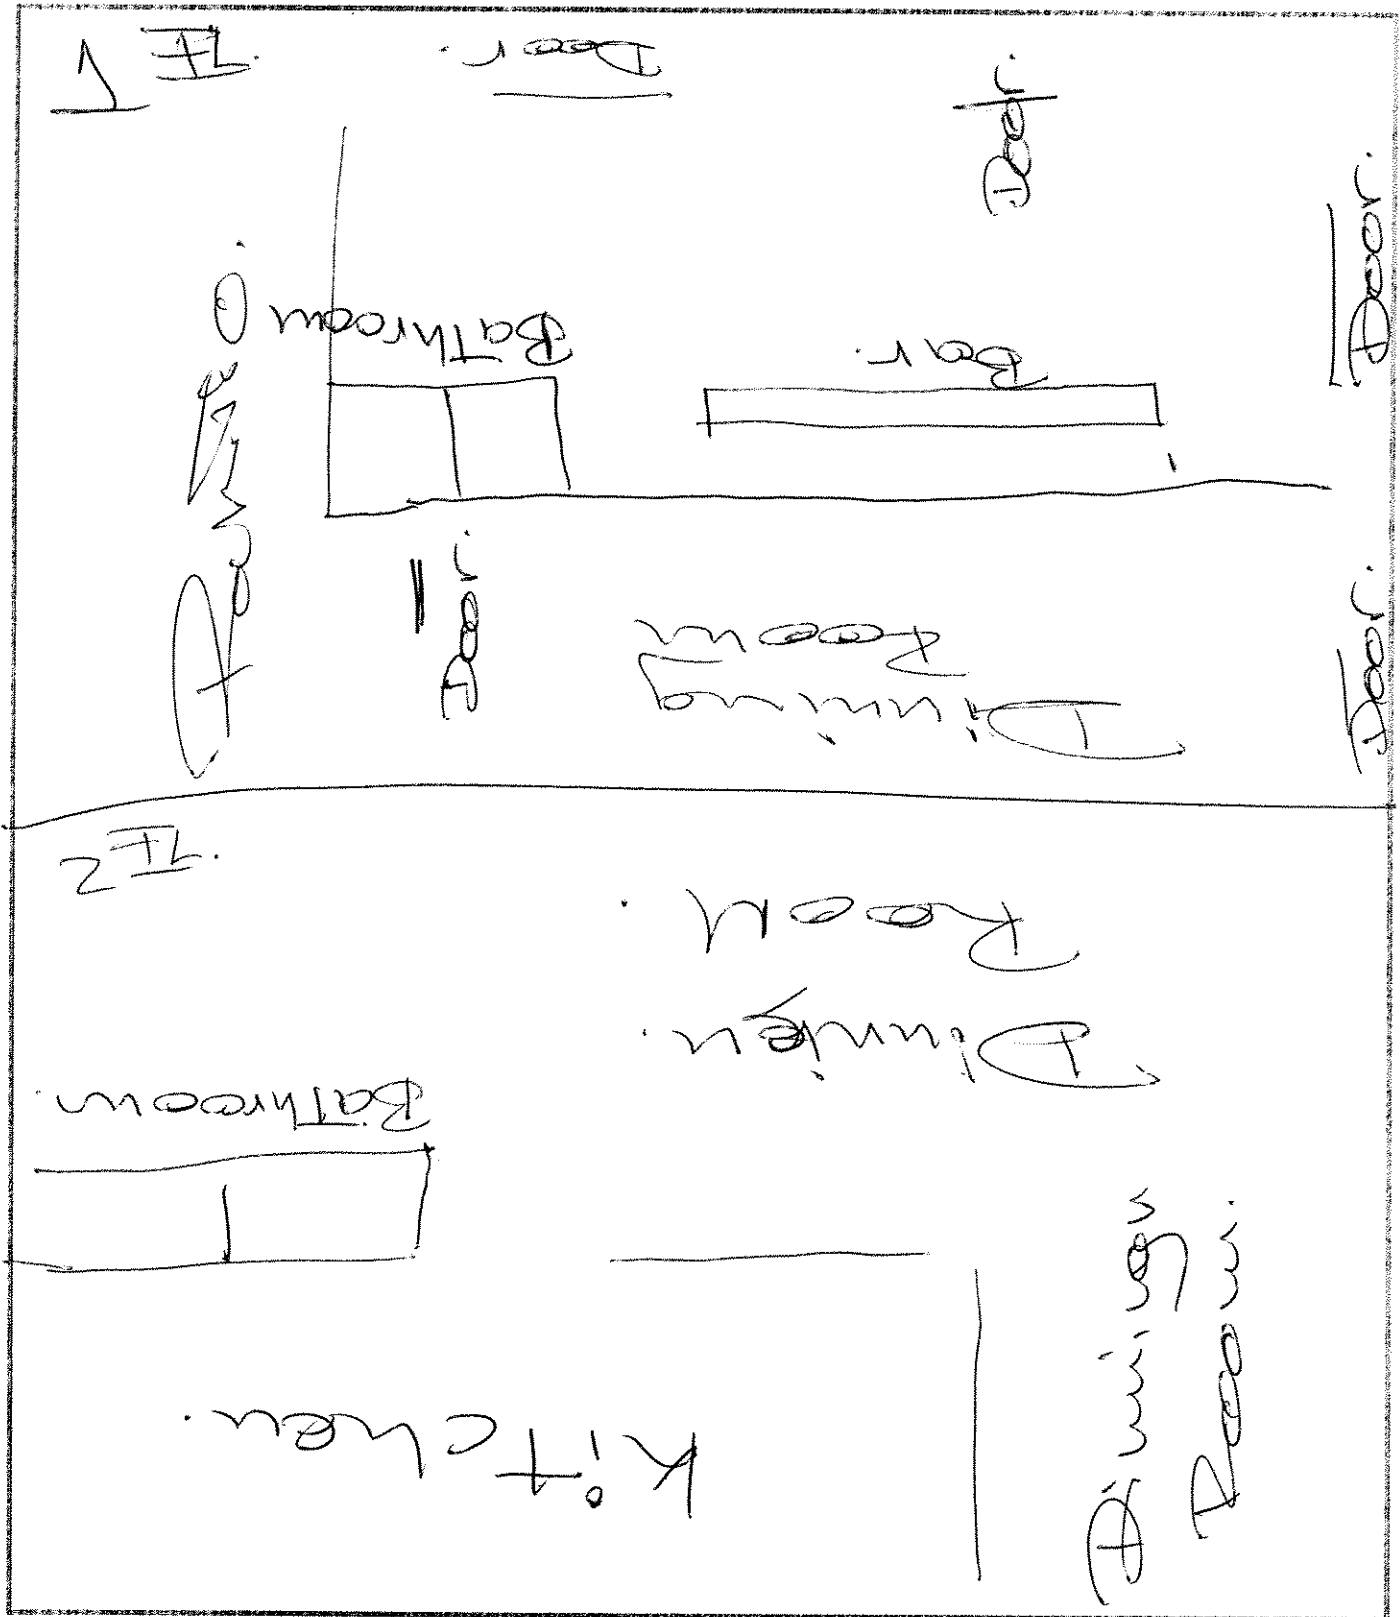 1 FL.
Door.
Door.
Door.
Bathroom
Bar.
Door.
Dining
Room
Door.
2 FL.
Room.
Bathroom.
Kitchen.
Dining
Room.